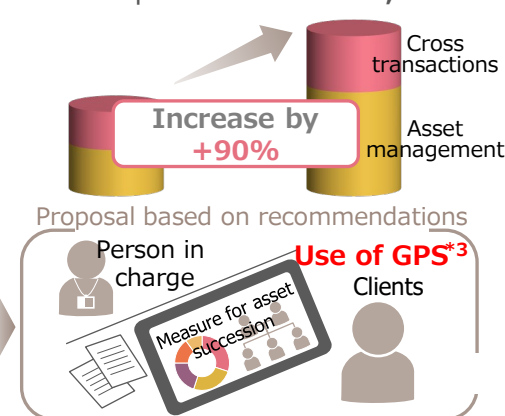 Cross
transactions
Increase by
+90%
Asset
management
Proposal based on recommendations
Person in
charge
Use of GPS*3
Clients
Measure for asset
succession